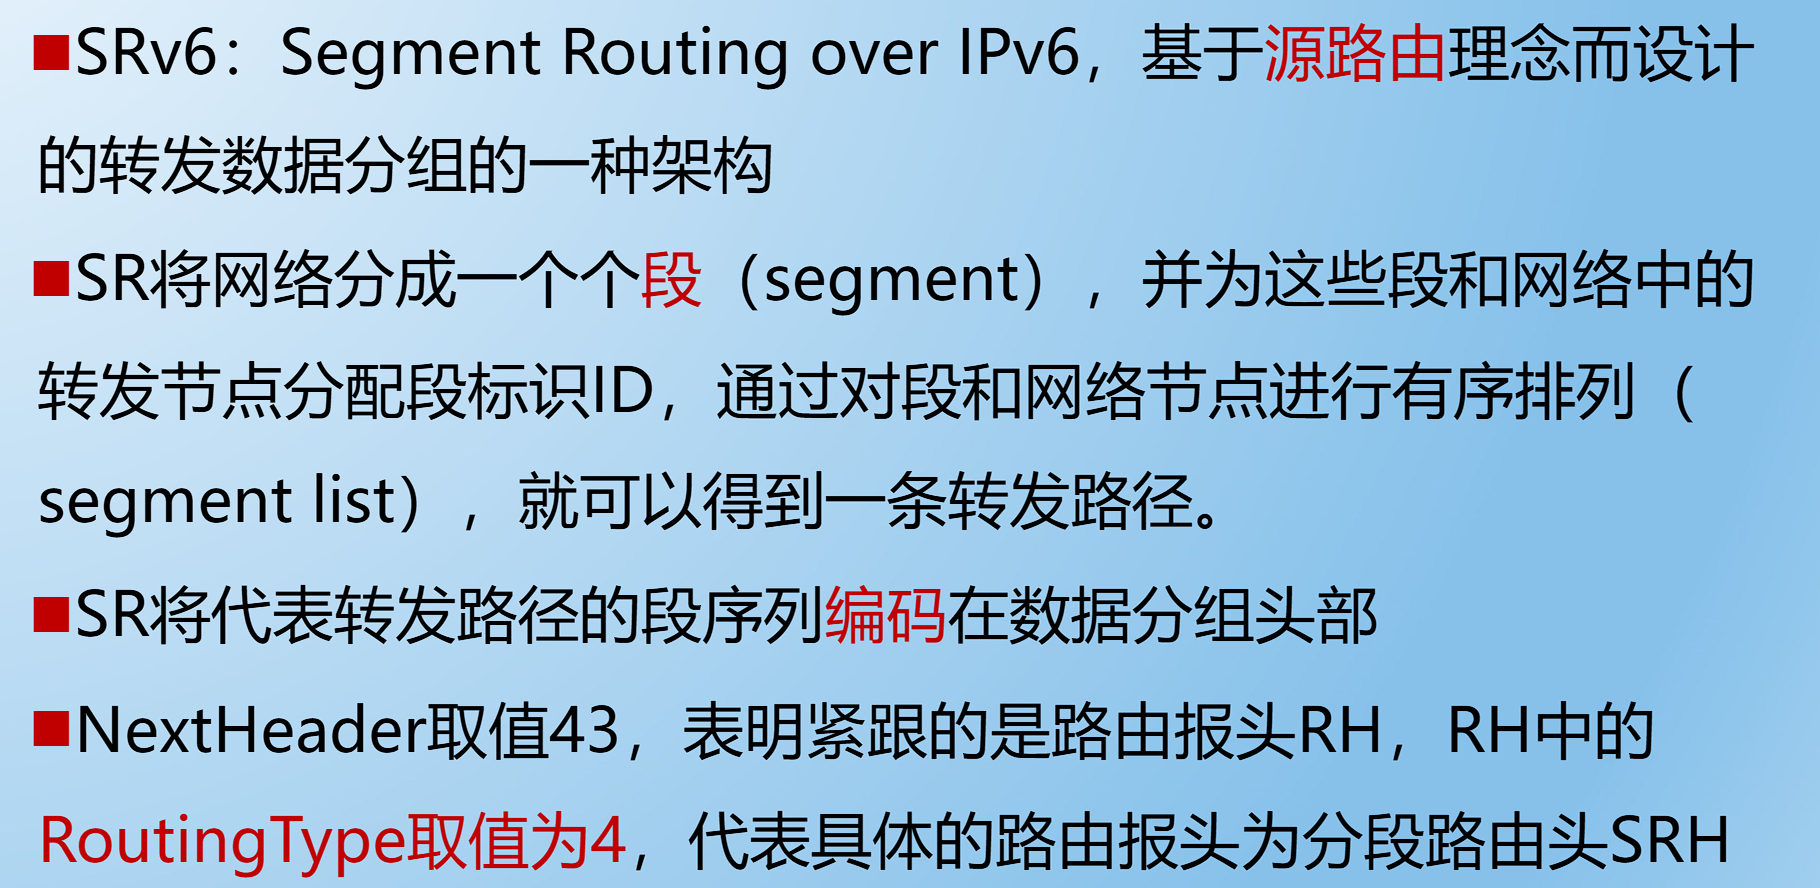 ■SRv6：Segment Routing over IPv6，基于源路由理念而设计
的转发数据分组的一种架构
■SR将网络分成一个个段（segment），并为这些段和网络中的
转发节点分配段标识ID，通过对段和网络节点进行有序排列（
segment list），就可以得到一条转发路径。
■SR将代表转发路径的段序列编码在数据分组头部
■NextHeader取值43，表明紧跟的是路由报头RH，RH中的
RoutingType取值为4，代表具体的路由报头为分段路由头SRH